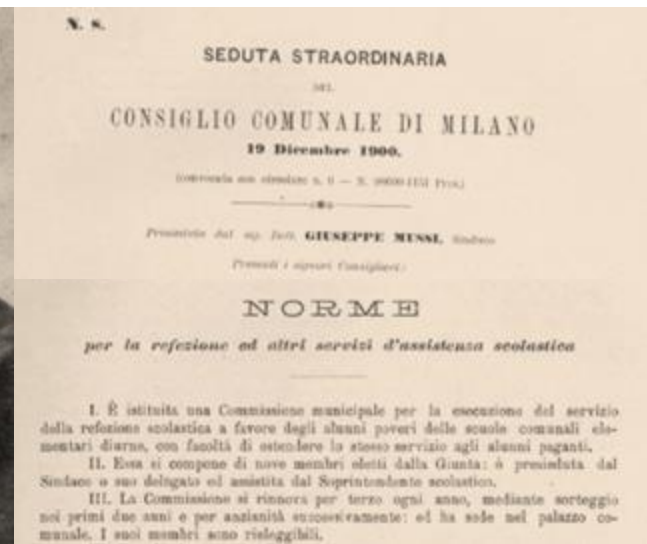 N. 8.
SEDUTA STRAORDINARIA
DEL
CONSIGLIO COMUNALE DI MILANO
19 Dicembre 1900.
(convocata con circolare n. 6 — N.
Presieduta dal sig. Dott. GIUSEPPE MUSSI, Sindaco
Presenti i signori Consiglieri:
NORME
per la refezione ed altri servizi d'assistenza scolastica
I. È istituita una Commissione municipale per la esecuzione del servizio
della refezione scolastica a favore degli alunni poveri delle scuole comunali ele-
mentari diurne, con facoltà di estendere lo stesso servizio agli alunni paganti.
II. Essa si compone di nove membri eletti dalla Giunta: è presieduta dal
Sindaco o suo delegato ed assistita dal Soprintendente scolastico.
III. La Commissione si rinnova per terzo ogni anno, mediante sorteggio
nei primi due anni e per anzianità successivamente: ed ha sede nel palazzo co-
munale. I suoi membri sono rieleggibili.